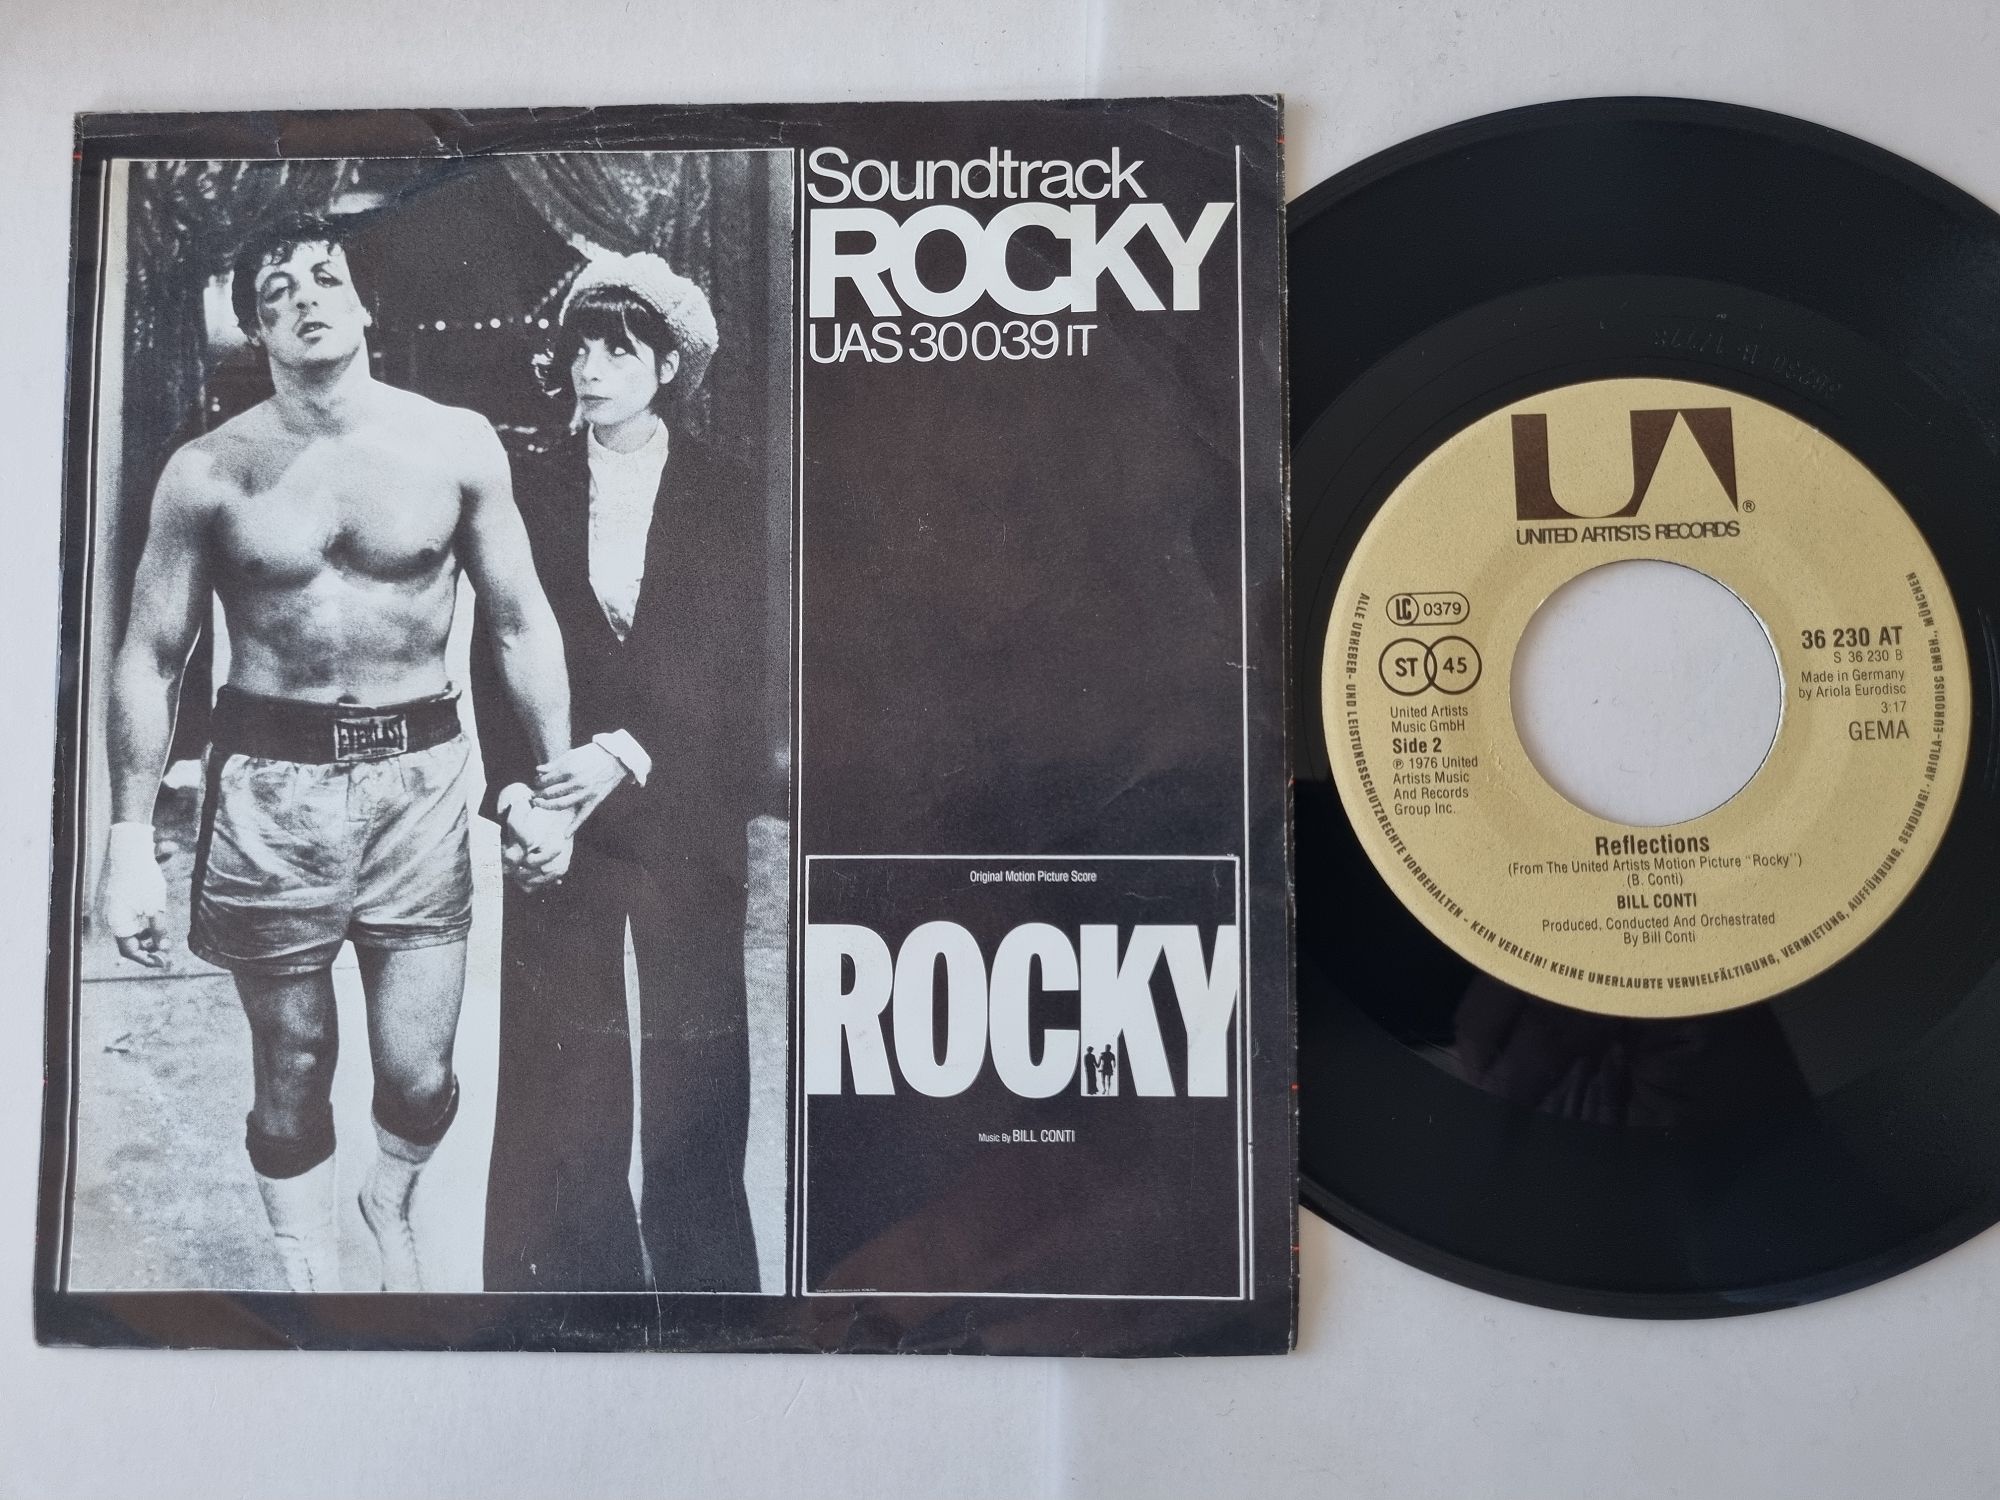 Soundtrack
ROCKY
UAS 30 039 IT
EVERLAST
Original Motion Picture Score
ROCKY
Music By BILL CONTI
UA®
UNITED ARTISTS RECORDS
LC 0379
ST 45
United Artists
Music GmbH
Side 2
℗ 1976 United
Artists Music
And Records
Group Inc.
36 230 AT
S 36 230 B
Made in Germany
by Ariola Eurodisc
3:17
GEMA
Reflections
(From The United Artists Motion Picture "Rocky")
(B. Conti)
BILL CONTI
Produced, Conducted And Orchestrated
By Bill Conti
ALLE URHEBER- UND LEISTUNGSSCHUTZRECHTE VORBEHALTEN - KEIN VERLEIH! KEINE UNERLAUBTE VERVIELFÄLTIGUNG, VERMIETUNG, AUFFÜHRUNG, SENDUNG! - ARIOLA-EURODISC GMBH., MÜNCHEN